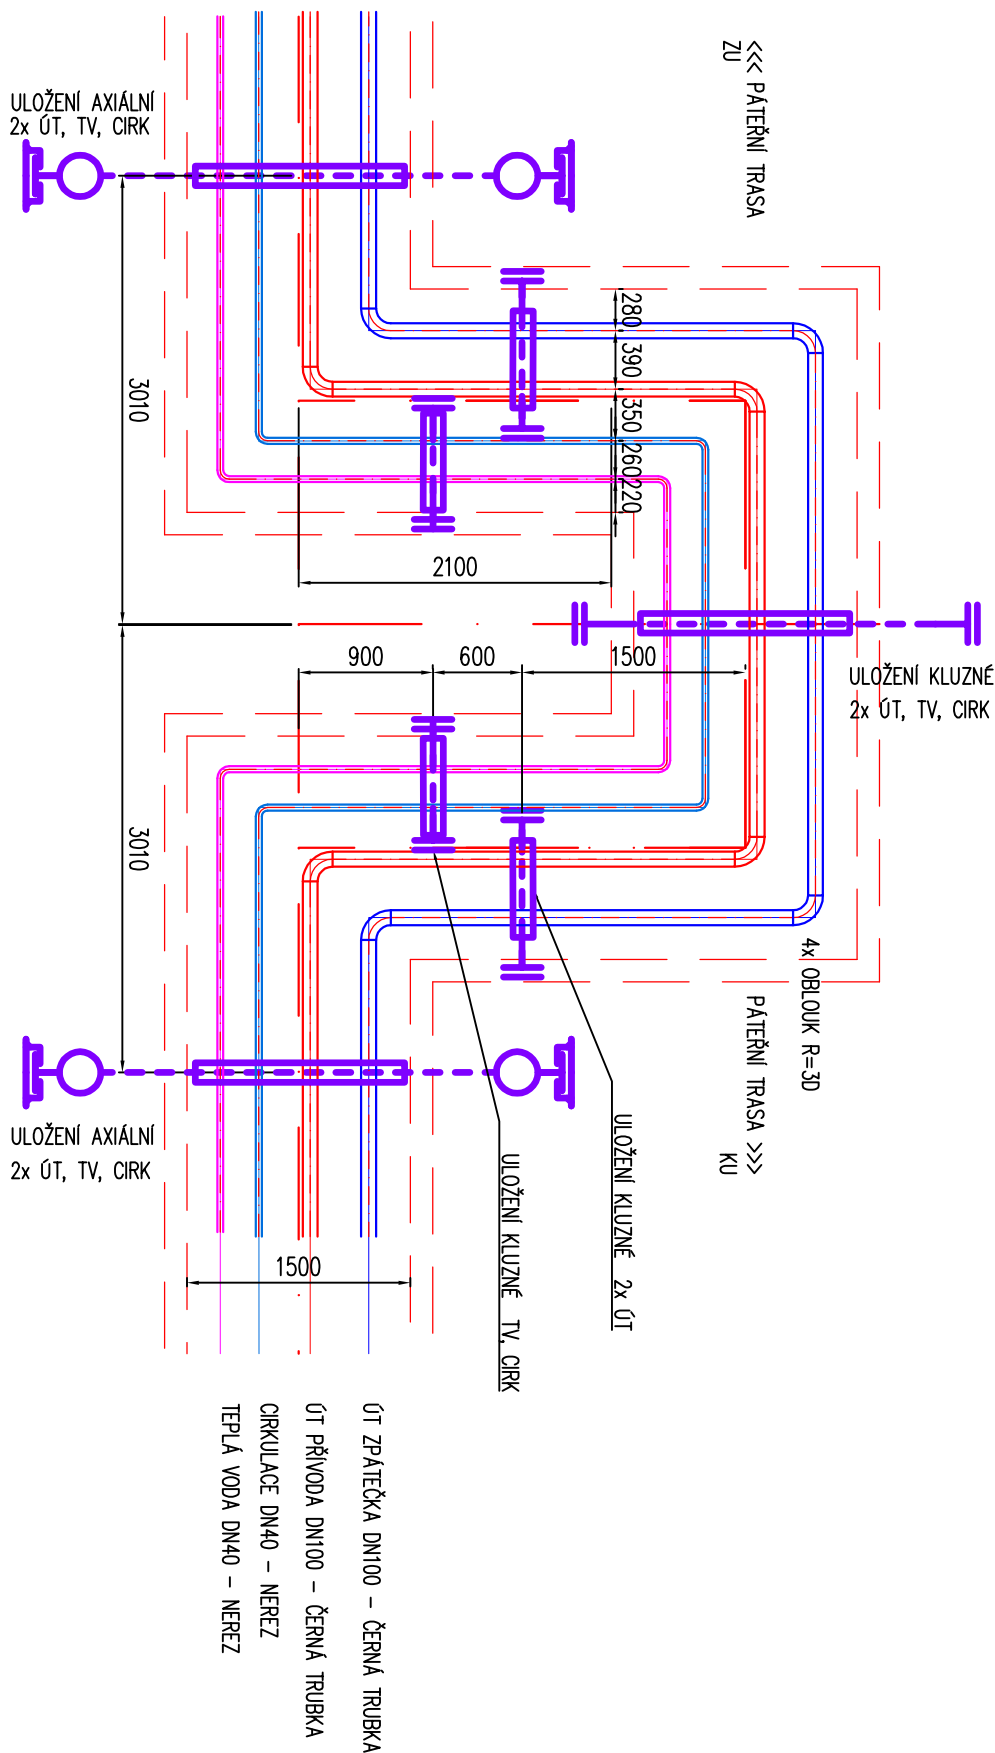 <<< PÁTEŘNÍ TRASA
ZU
ULOŽENÍ AXIÁLNÍ
2x ÚT, TV, CIRK
280
390
350
260
220
3010
2100
900
600
1500
ULOŽENÍ KLUZNÉ
2x ÚT, TV, CIRK
3010
4x OBLOUK R=3D
PÁTEŘNÍ TRASA >>>
KU
ULOŽENÍ AXIÁLNÍ
2x ÚT, TV, CIRK
ULOŽENÍ KLUZNÉ 2x ÚT
ULOŽENÍ KLUZNÉ TV, CIRK
1500
ÚT ZPÁTEČKA DN100 - ČERNÁ TRUBKA
ÚT PŘÍVODA DN100 - ČERNÁ TRUBKA
CIRKULACE DN40 - NEREZ
TEPLÁ VODA DN40 - NEREZ